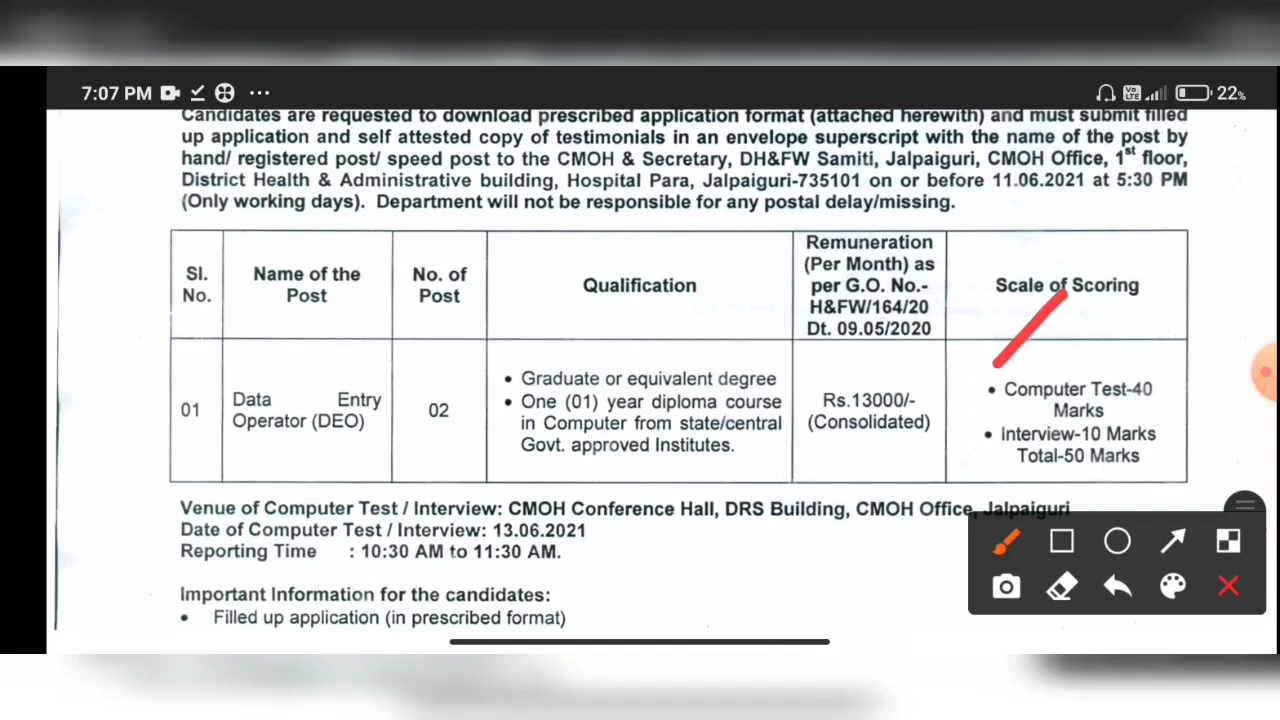 7:07 PM ... 22%
Candidates are requested to download prescribed application format (attached herewith) and must submit filled
up application and self attested copy of testimonials in an envelope superscript with the name of the post by
hand/ registered post/ speed post to the CMOH & Secretary, DH&FW Samiti, Jalpaiguri, CMOH Office, 1st floor,
District Health & Administrative building, Hospital Para, Jalpaiguri-735101 on or before 11.06.2021 at 5:30 PM
(Only working days). Department will not be responsible for any postal delay/missing.
Sl. No.
Name of the Post
No. of Post
Qualification
Remuneration
(Per Month) as
per G.O. No.-
H&FW/164/20
Dt. 09.05/2020
Scale of Scoring
01
Data Entry
Operator (DEO)
02
• Graduate or equivalent degree
• One (01) year diploma course
in Computer from state/central
Govt. approved Institutes.
Rs.13000/-
(Consolidated)
• Computer Test-40
Marks
• Interview-10 Marks
Total-50 Marks
Venue of Computer Test / Interview: CMOH Conference Hall, DRS Building, CMOH Office, Jalpaiguri
Date of Computer Test / Interview: 13.06.2021
Reporting Time : 10:30 AM to 11:30 AM.
Important Information for the candidates:
• Filled up application (in prescribed format)